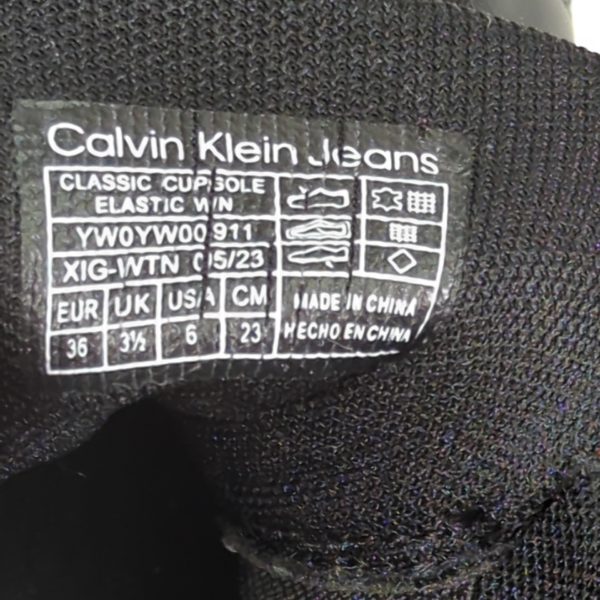 Calvin Klein Jeans
CLASSIC CUPSOLE
ELASTIC WN
YW0YW00911
XIG-WTN 05/23
EUR UK USA CM
36 3½ 6 23
MADE IN CHINA
HECHO EN CHINA